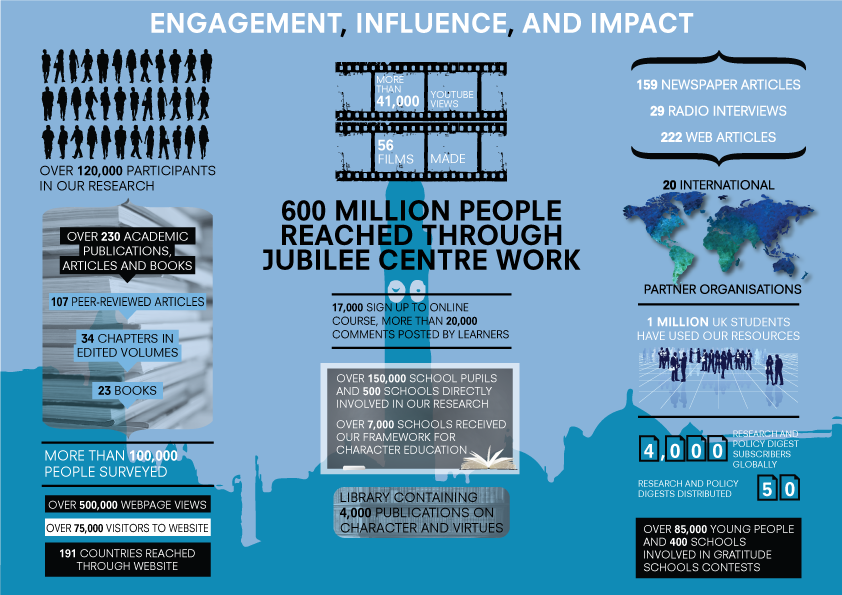 ENGAGEMENT, INFLUENCE, AND IMPACT
OVER 120,000 PARTICIPANTS
IN OUR RESEARCH
OVER 230 ACADEMIC
PUBLICATIONS,
ARTICLES AND BOOKS
107 PEER-REVIEWED ARTICLES
34 CHAPTERS IN
EDITED VOLUMES
23 BOOKS
MORE THAN 100,000
PEOPLE SURVEYED
OVER 500,000 WEBPAGE VIEWS
OVER 75,000 VISITORS TO WEBSITE
191 COUNTRIES REACHED
THROUGH WEBSITE
MORE
THAN
41,000
YOUTUBE
VIEWS
56
FILMS
MADE
600 MILLION PEOPLE
REACHED THROUGH
JUBILEE CENTRE WORK
17,000 SIGN UP TO ONLINE
COURSE, MORE THAN 20,000
COMMENTS POSTED BY LEARNERS
OVER 150,000 SCHOOL PUPILS
AND 500 SCHOOLS DIRECTLY
INVOLVED IN OUR RESEARCH
OVER 7,000 SCHOOLS RECEIVED
OUR FRAMEWORK FOR
CHARACTER EDUCATION
LIBRARY CONTAINING
4,000 PUBLICATIONS ON
CHARACTER AND VIRTUES
159 NEWSPAPER ARTICLES
29 RADIO INTERVIEWS
222 WEB ARTICLES
20 INTERNATIONAL
PARTNER ORGANISATIONS
1 MILLION UK STUDENTS
HAVE USED OUR RESOURCES
4,000
RESEARCH AND
POLICY DIGEST
SUBSCRIBERS
GLOBALLY
RESEARCH AND POLICY
DIGESTS DISTRIBUTED
50
OVER 85,000 YOUNG PEOPLE
AND 400 SCHOOLS
INVOLVED IN GRATITUDE
SCHOOLS CONTESTS